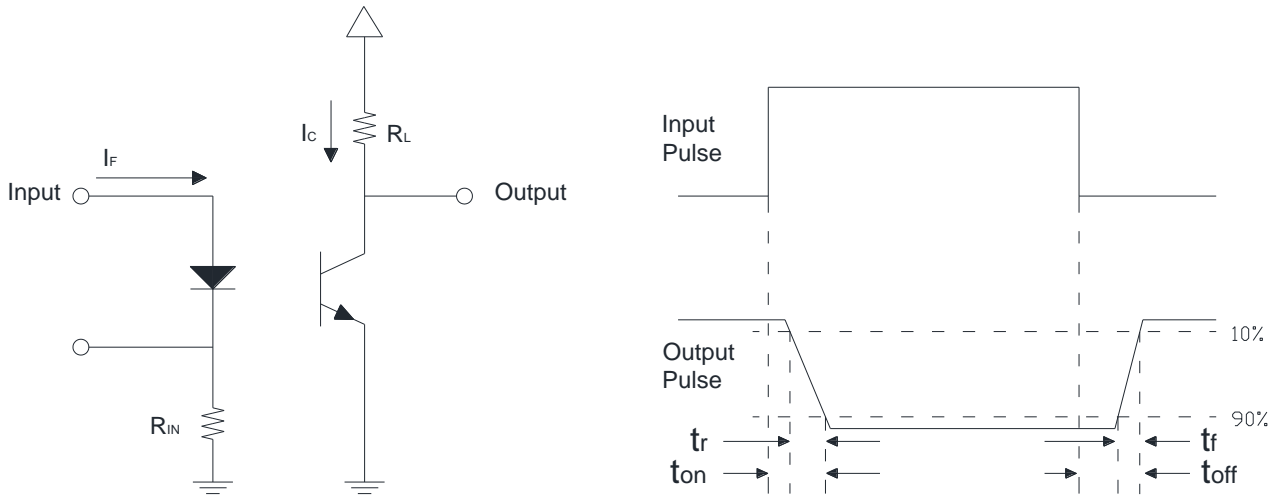 Input
IF
IC
RL
Output
RIN
Input
Pulse
Output
Pulse
10%
90%
tr
tf
ton
toff